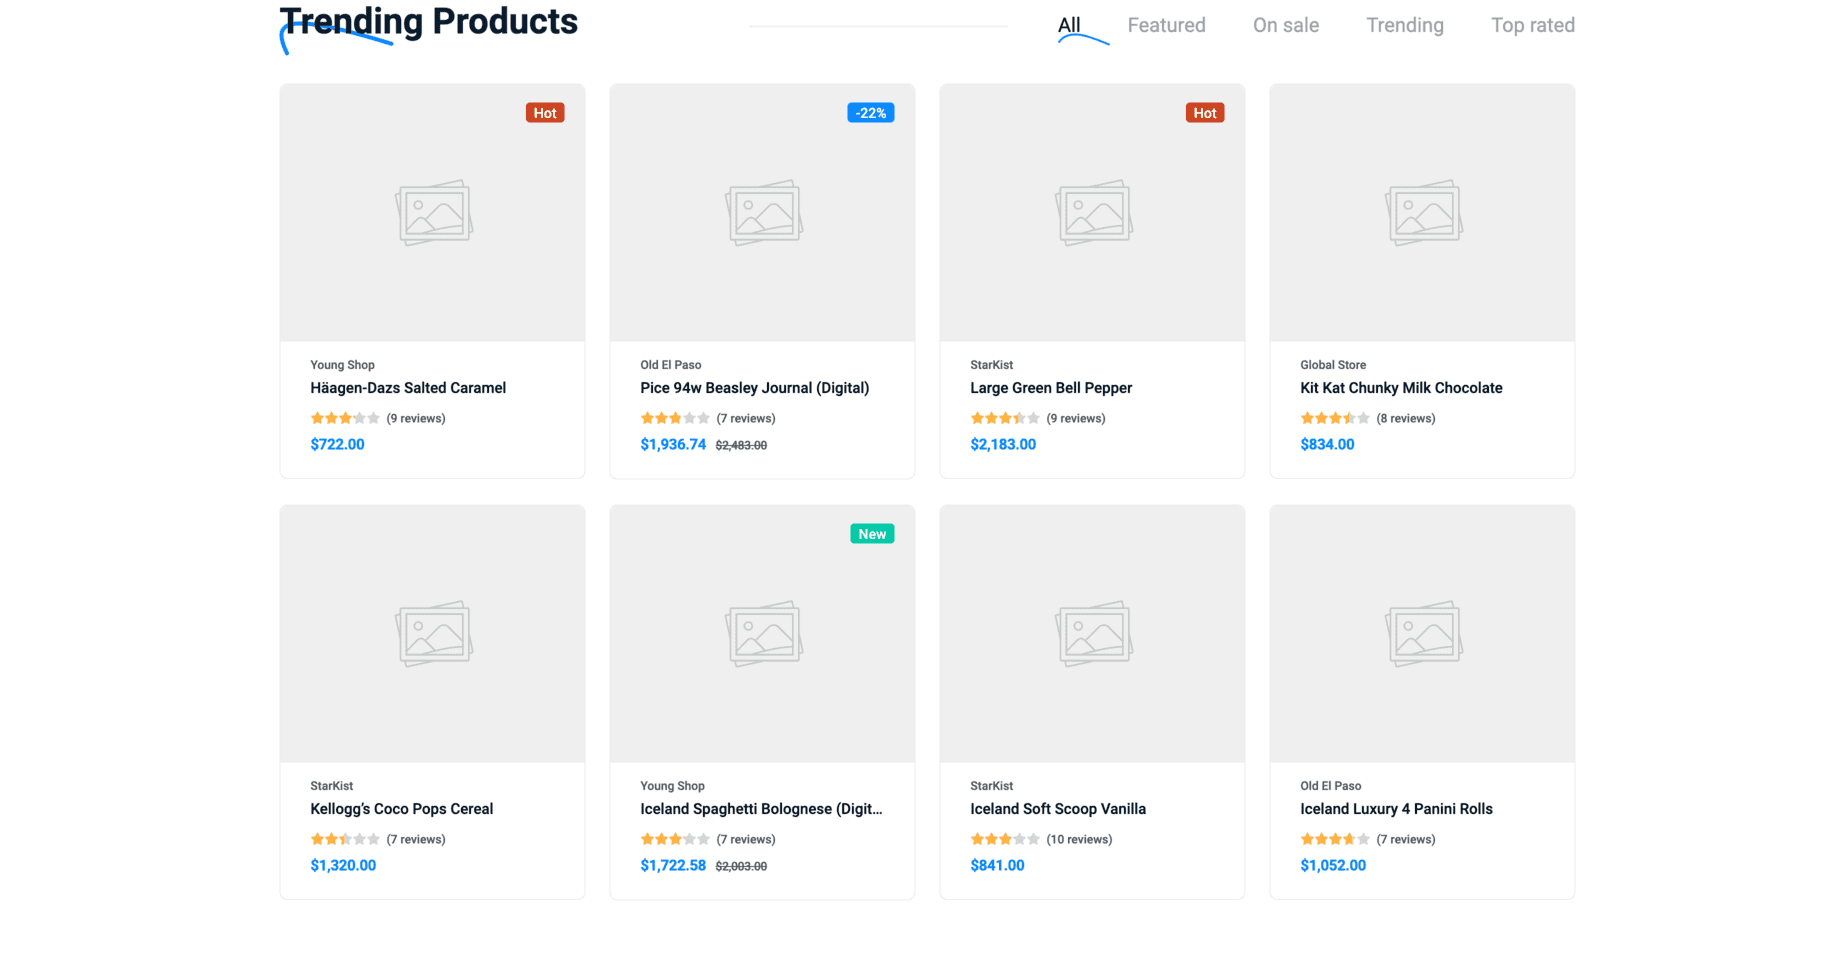 Trending Products
All
Featured
On sale
Trending
Top rated
Hot
-22%
Hot
Young Shop
Häagen-Dazs Salted Caramel
(9 reviews)
$722.00
Old El Paso
Pice 94w Beasley Journal (Digital)
(7 reviews)
$1,936.74 $2,483.00
StarKist
Large Green Bell Pepper
(9 reviews)
$2,183.00
Global Store
Kit Kat Chunky Milk Chocolate
(8 reviews)
$834.00
New
StarKist
Kellogg’s Coco Pops Cereal
(7 reviews)
$1,320.00
Young Shop
Iceland Spaghetti Bolognese (Digit...
(7 reviews)
$1,722.58 $2,003.00
StarKist
Iceland Soft Scoop Vanilla
(10 reviews)
$841.00
Old El Paso
Iceland Luxury 4 Panini Rolls
(7 reviews)
$1,052.00